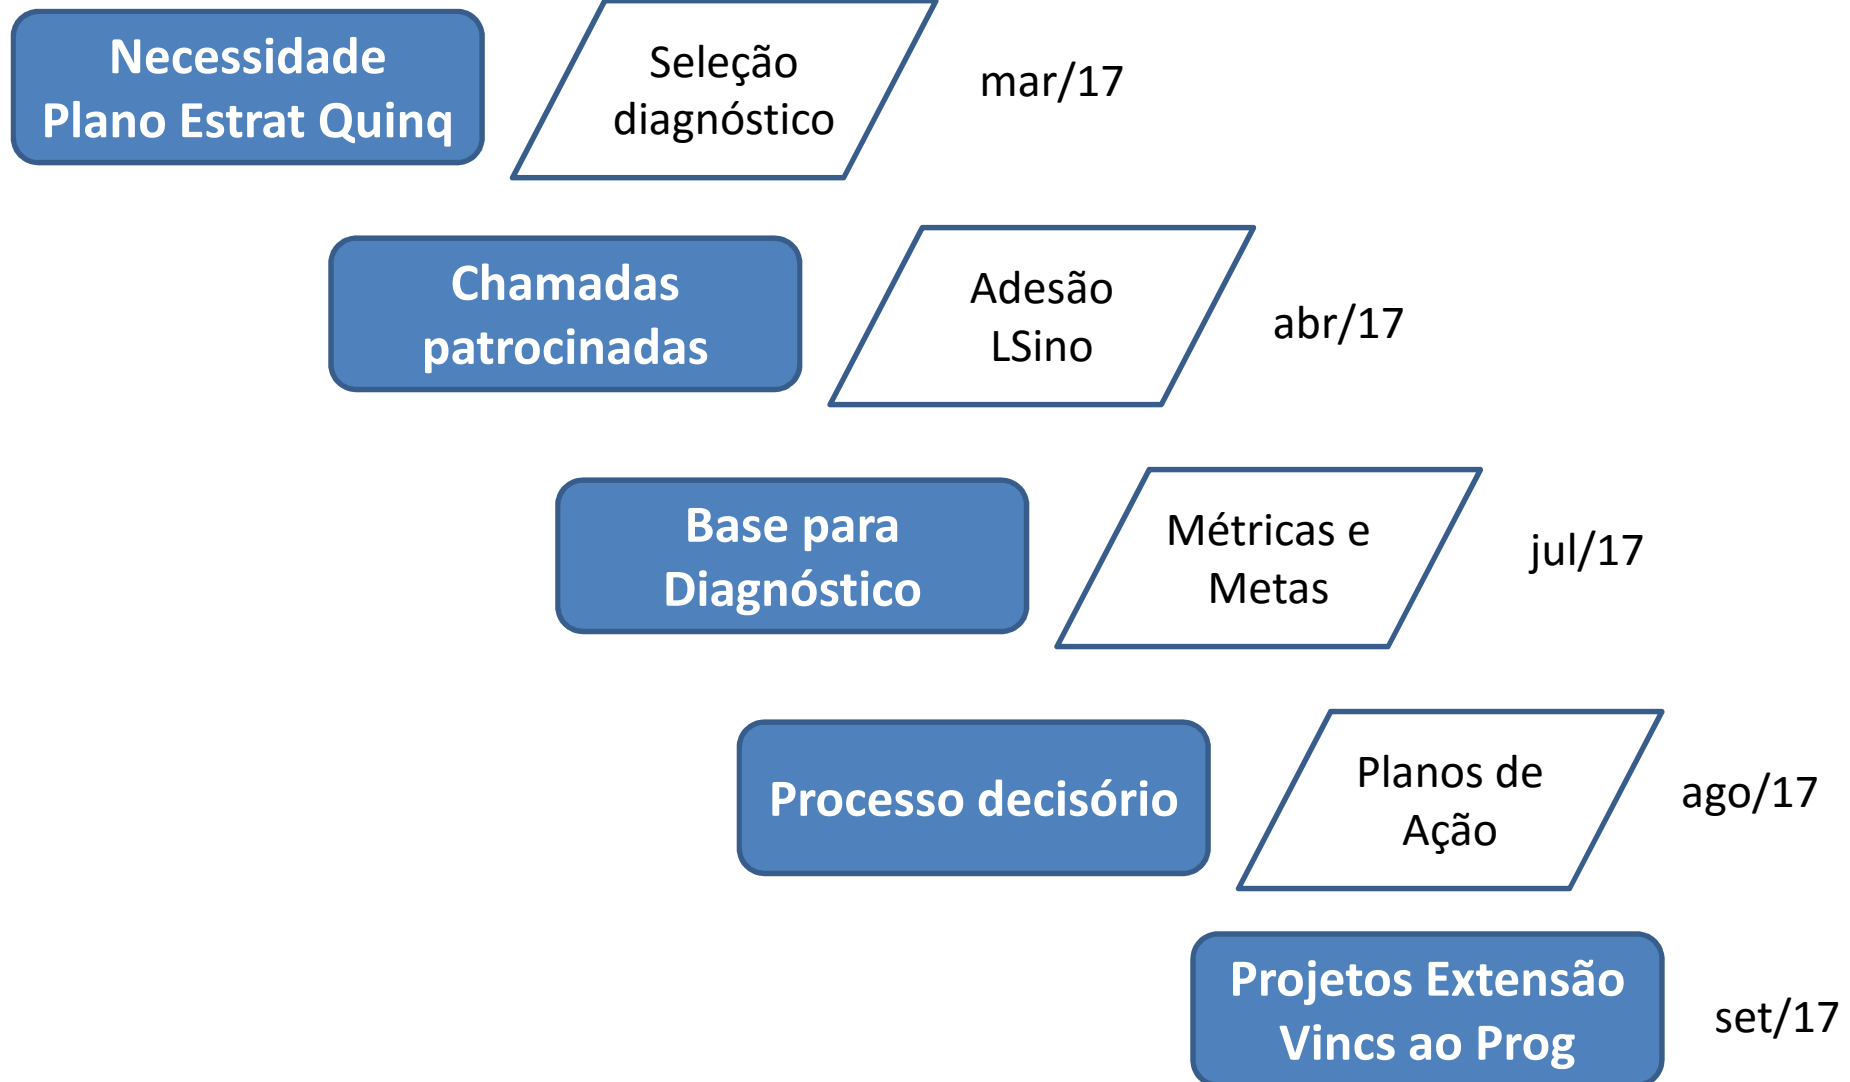 Necessidade
Plano Estrat Quinq
Seleção
diagnóstico
mar/17
Chamadas
patrocinadas
Adesão
LSino
abr/17
Base para
Diagnóstico
Métricas e
Metas
jul/17
Processo decisório
Planos de
Ação
ago/17
Projetos Extensão
Vincs ao Prog
set/17